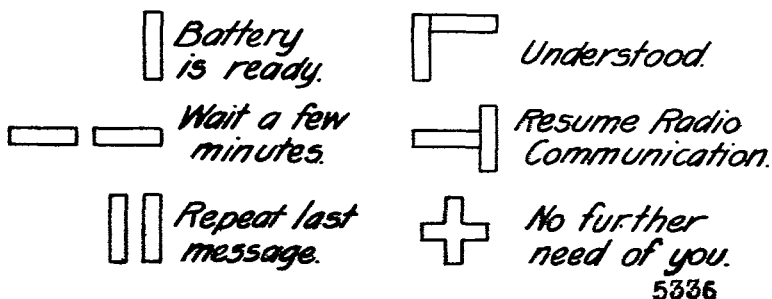 Battery
is ready.
Understood.
Wait a few
minutes.
Resume Radio
Communication.
Repeat last
message.
No further
need of you.
5336